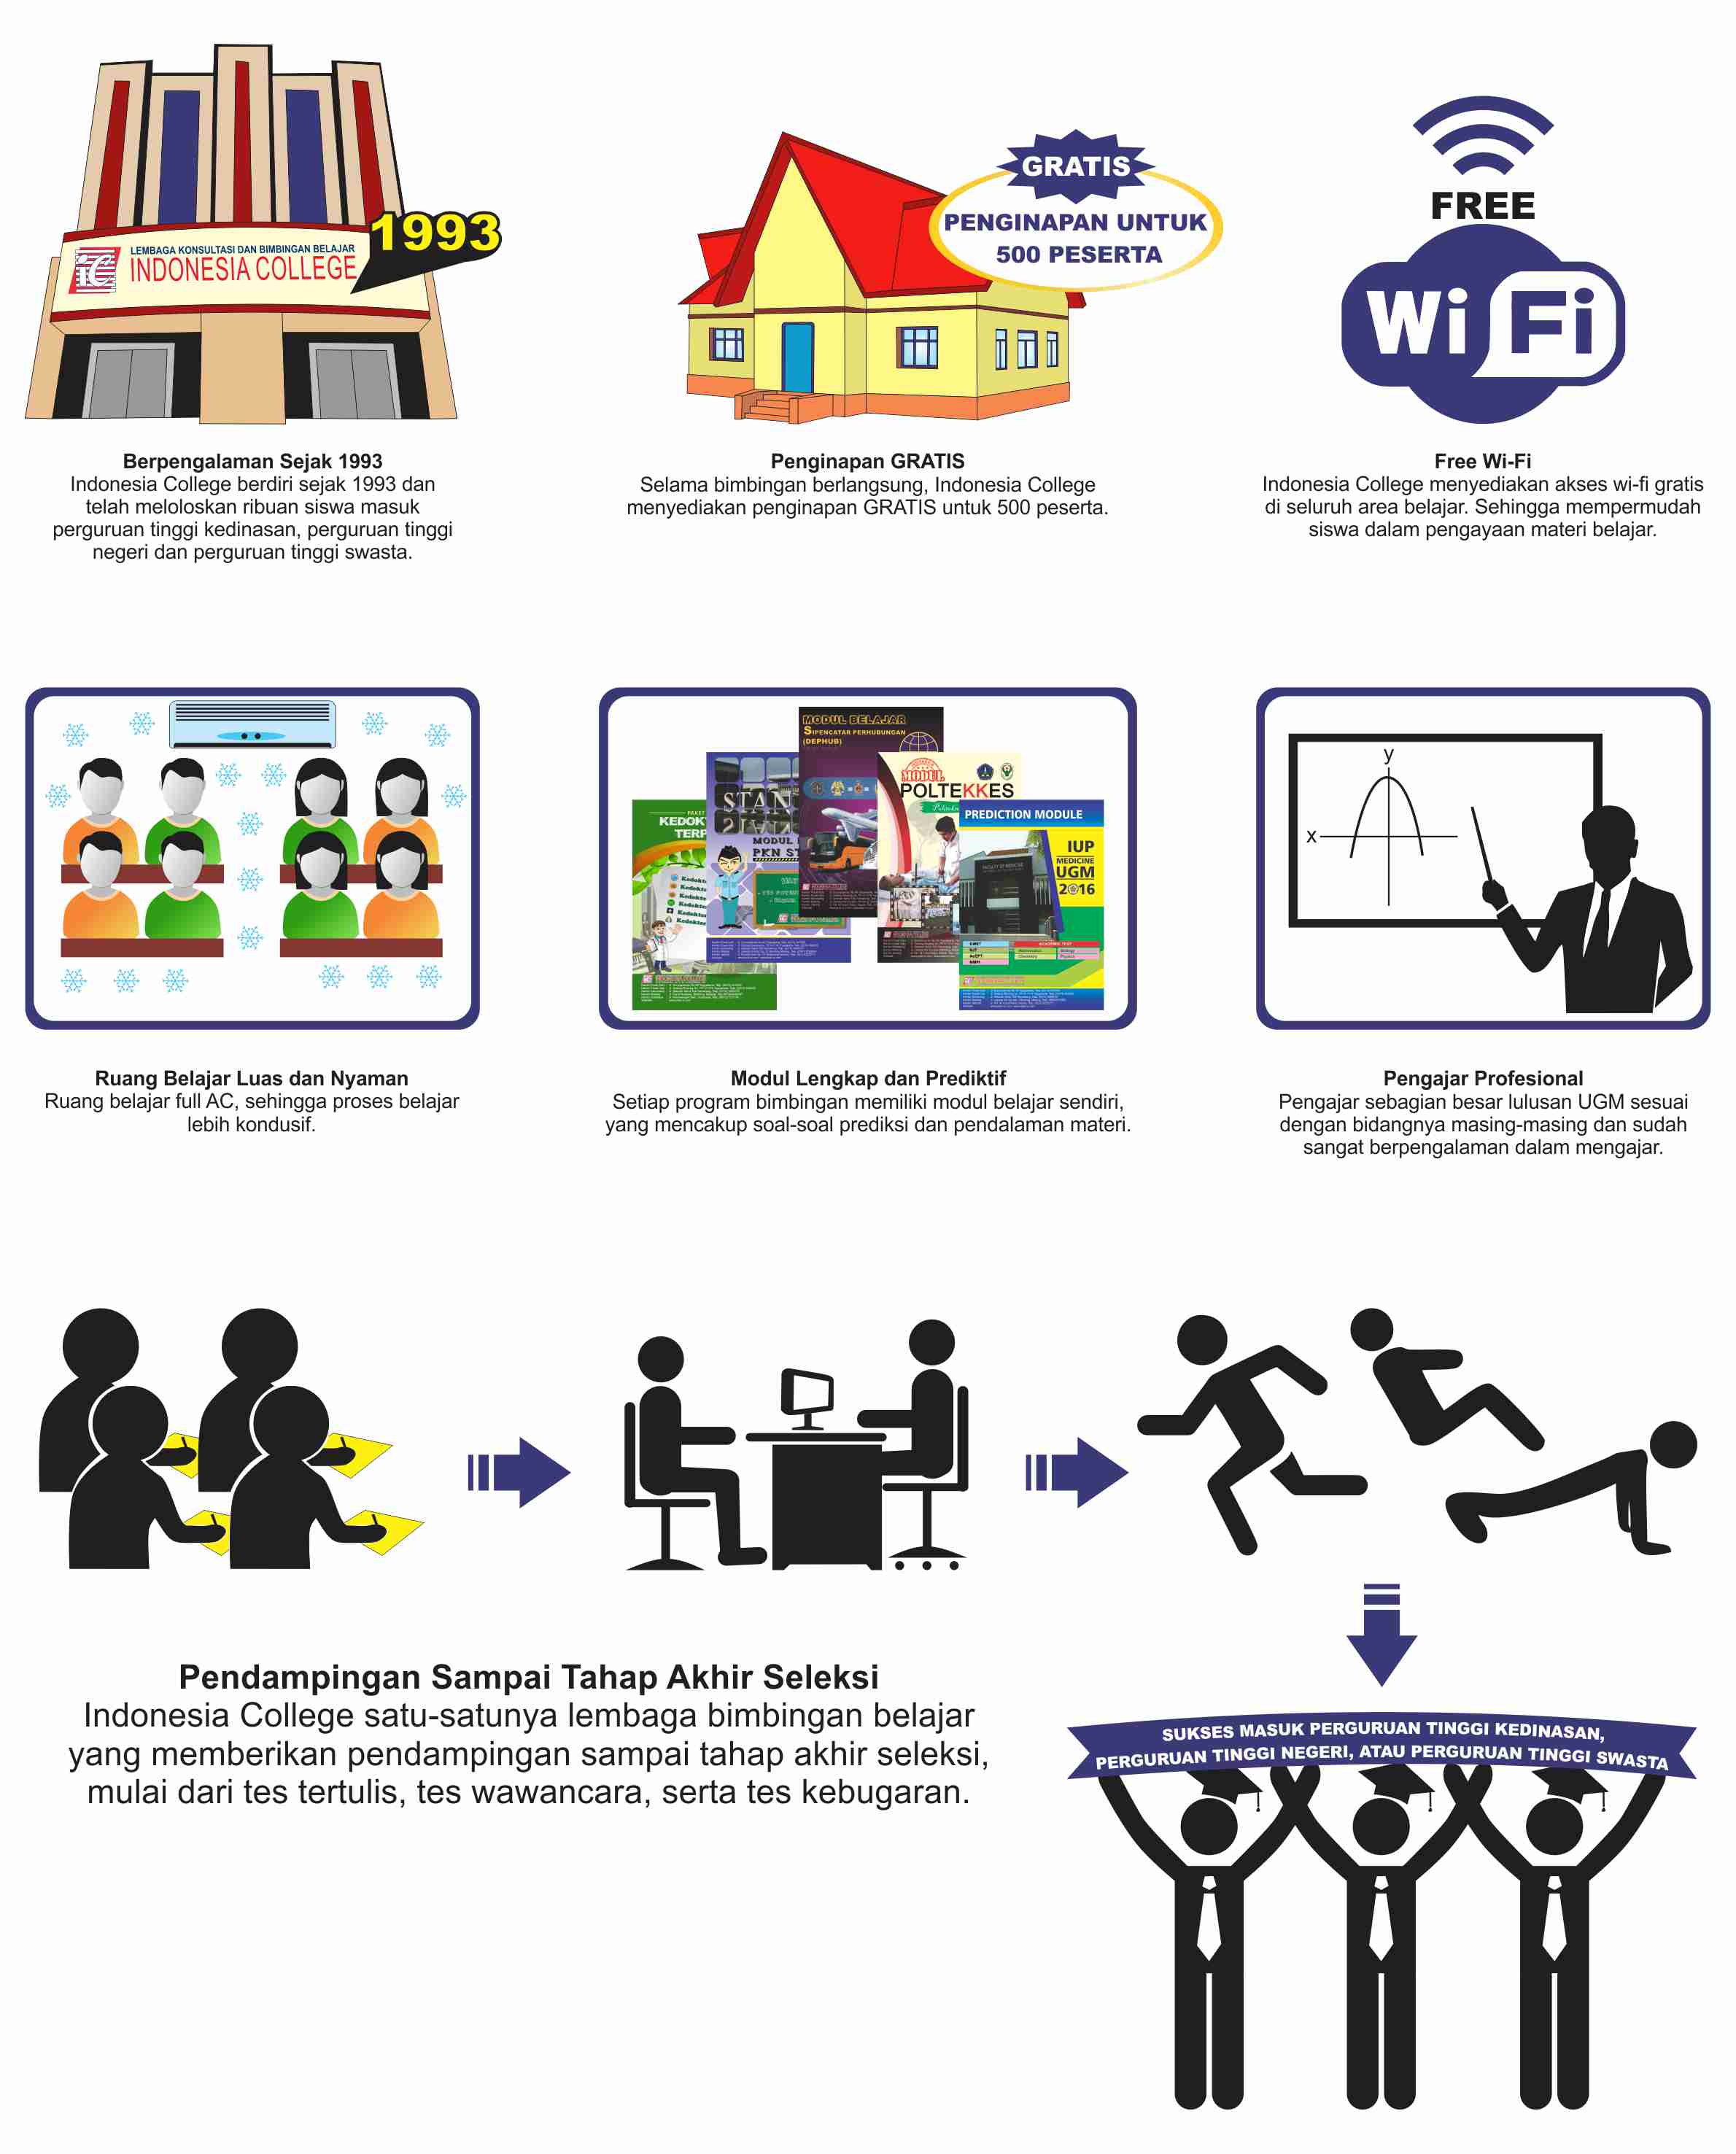 LEMBAGA KONSULTASI DAN BIMBINGAN BELAJAR
iC INDONESIA COLLEGE
1993
GRATIS
PENGINAPAN UNTUK
500 PESERTA
FREE
Wi Fi
Berpengalaman Sejak 1993
Indonesia College berdiri sejak 1993 dan
telah meloloskan ribuan siswa masuk
perguruan tinggi kedinasan, perguruan tinggi
negeri dan perguruan tinggi swasta.
Penginapan GRATIS
Selama bimbingan berlangsung, Indonesia College
menyediakan penginapan GRATIS untuk 500 peserta.
Free Wi-Fi
Indonesia College menyediakan akses wi-fi gratis
di seluruh area belajar. Sehingga mempermudah
siswa dalam pengayaan materi belajar.
MODUL BELAJAR
SIPENCATAR PERHUBUNGAN
(DEPHUB)
STAN
MODUL
PKN ST
MODUL
POLTEKKES
PREDICTION MODULE
IUP
MEDICINE
UGM
2016
y
x
Ruang Belajar Luas dan Nyaman
Ruang belajar full AC, sehingga proses belajar
lebih kondusif.
Modul Lengkap dan Prediktif
Setiap program bimbingan memiliki modul belajar sendiri,
yang mencakup soal-soal prediksi dan pendalaman materi.
Pengajar Profesional
Pengajar sebagian besar lulusan UGM sesuai
dengan bidangnya masing-masing dan sudah
sangat berpengalaman dalam mengajar.
Pendampingan Sampai Tahap Akhir Seleksi
Indonesia College satu-satunya lembaga bimbingan belajar
yang memberikan pendampingan sampai tahap akhir seleksi,
mulai dari tes tertulis, tes wawancara, serta tes kebugaran.
SUKSES MASUK PERGURUAN TINGGI KEDINASAN,
PERGURUAN TINGGI NEGERI, ATAU PERGURUAN TINGGI SWASTA